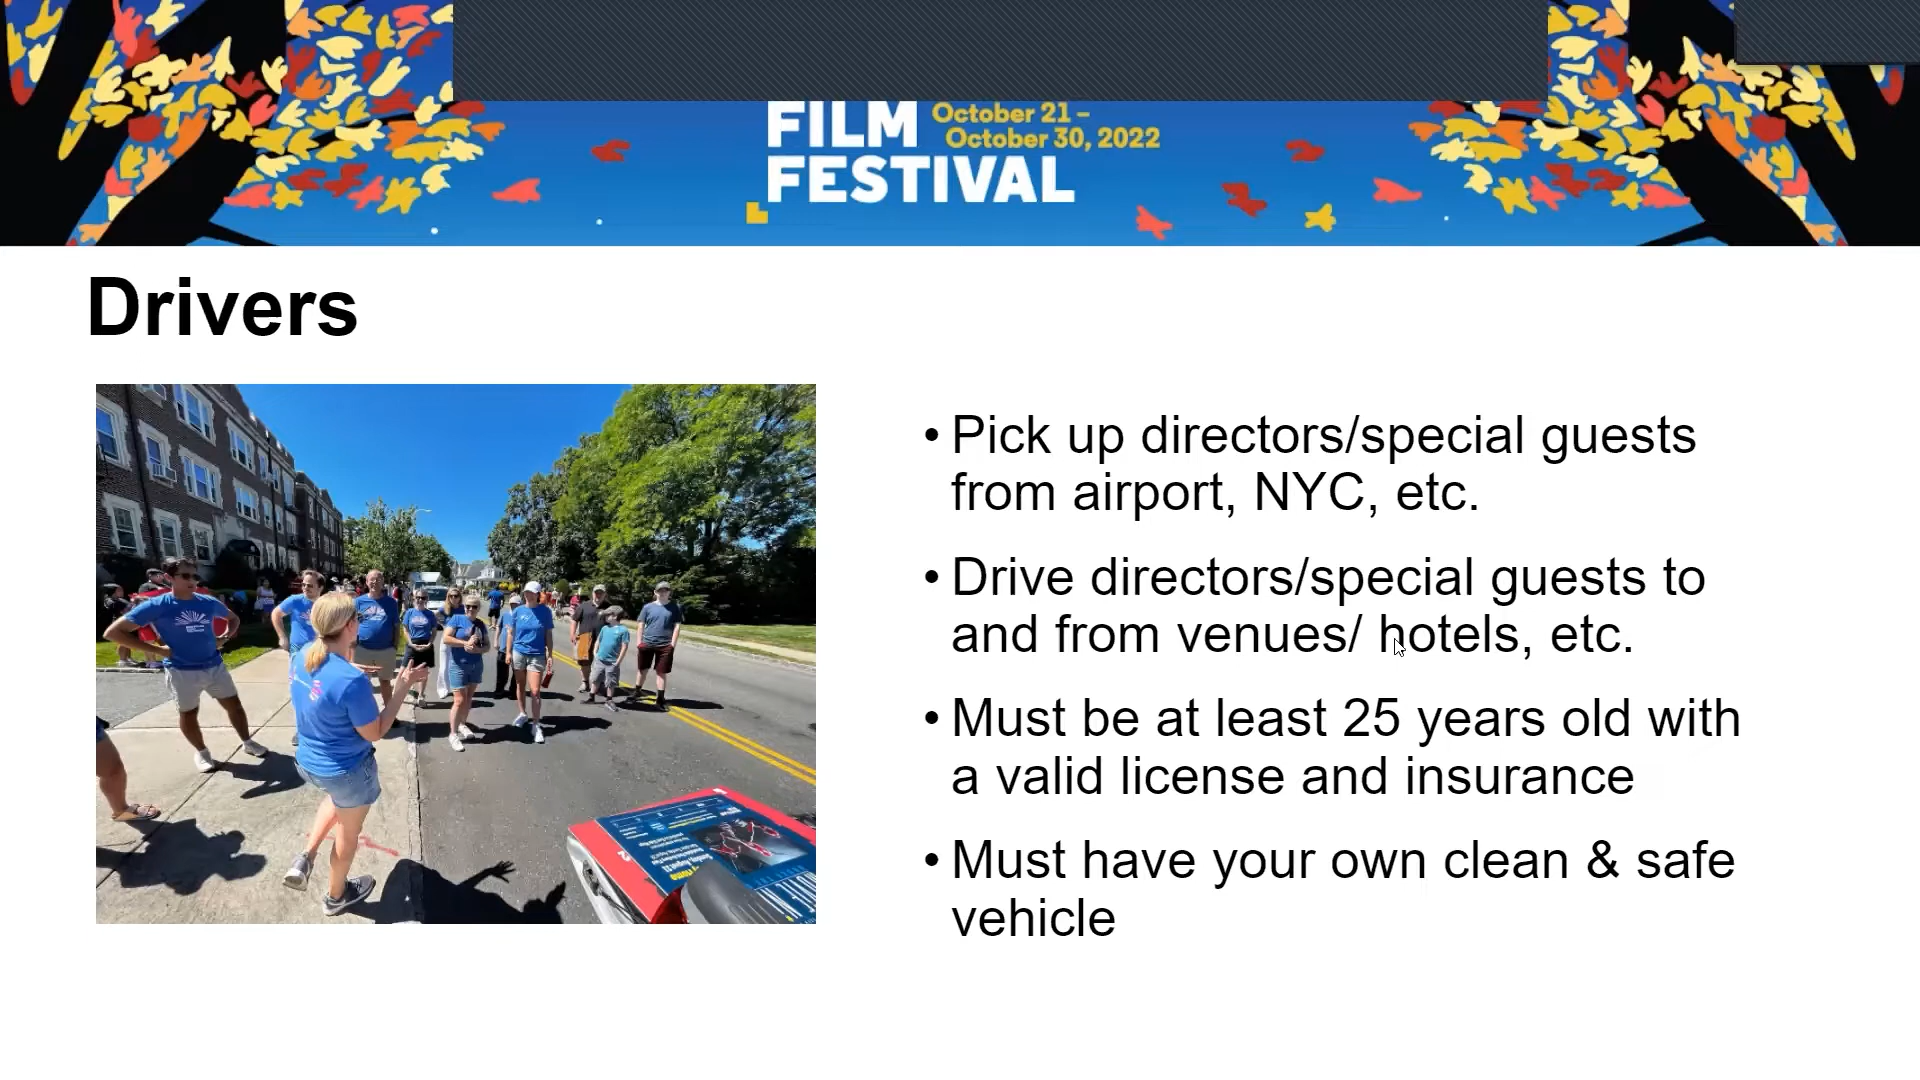 FILM October 21 –
October 30, 2022
FESTIVAL
Drivers
• Pick up directors/special guests
from airport, NYC, etc.
• Drive directors/special guests to
and from venues/ hotels, etc.
• Must be at least 25 years old with
a valid license and insurance
• Must have your own clean & safe
vehicle